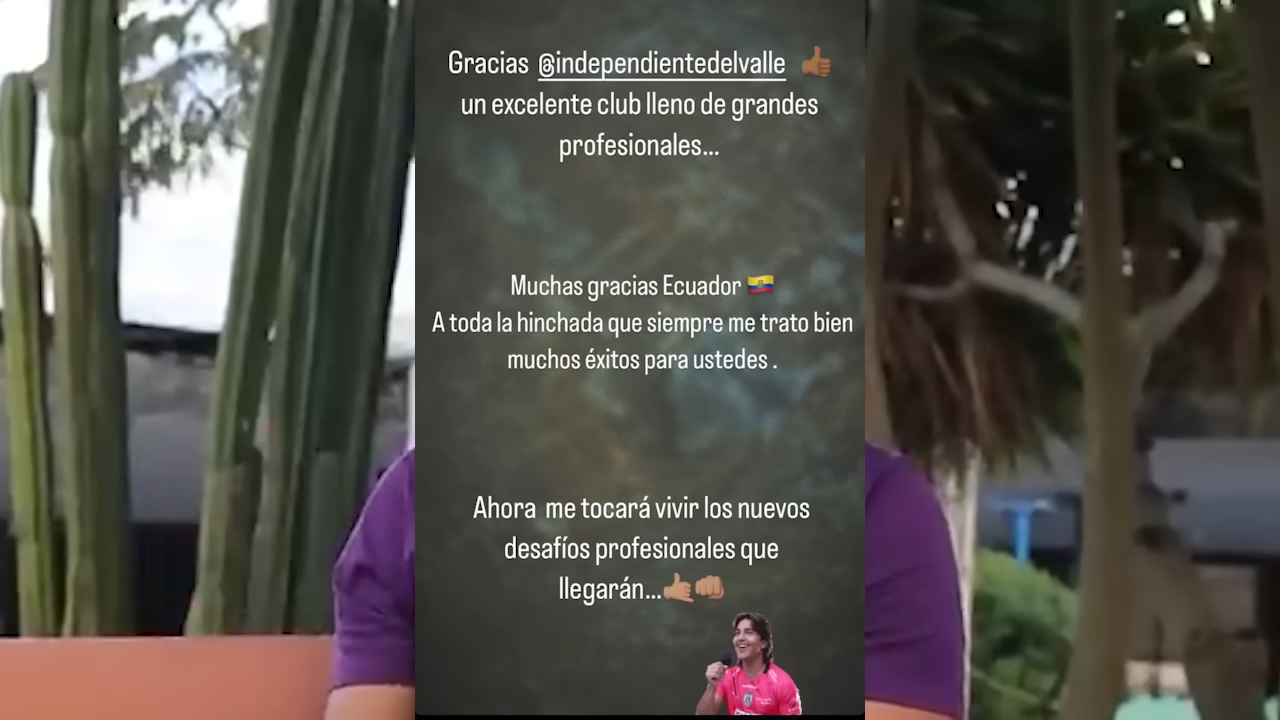 Gracias @independientedelvalle 👍🏾
un excelente club lleno de grandes
profesionales...
Muchas gracias Ecuador 🇪🇨
A toda la hinchada que siempre me trato bien
muchos éxitos para ustedes .
Ahora me tocará vivir los nuevos
desafíos profesionales que
llegarán...🤙🏽👊🏽